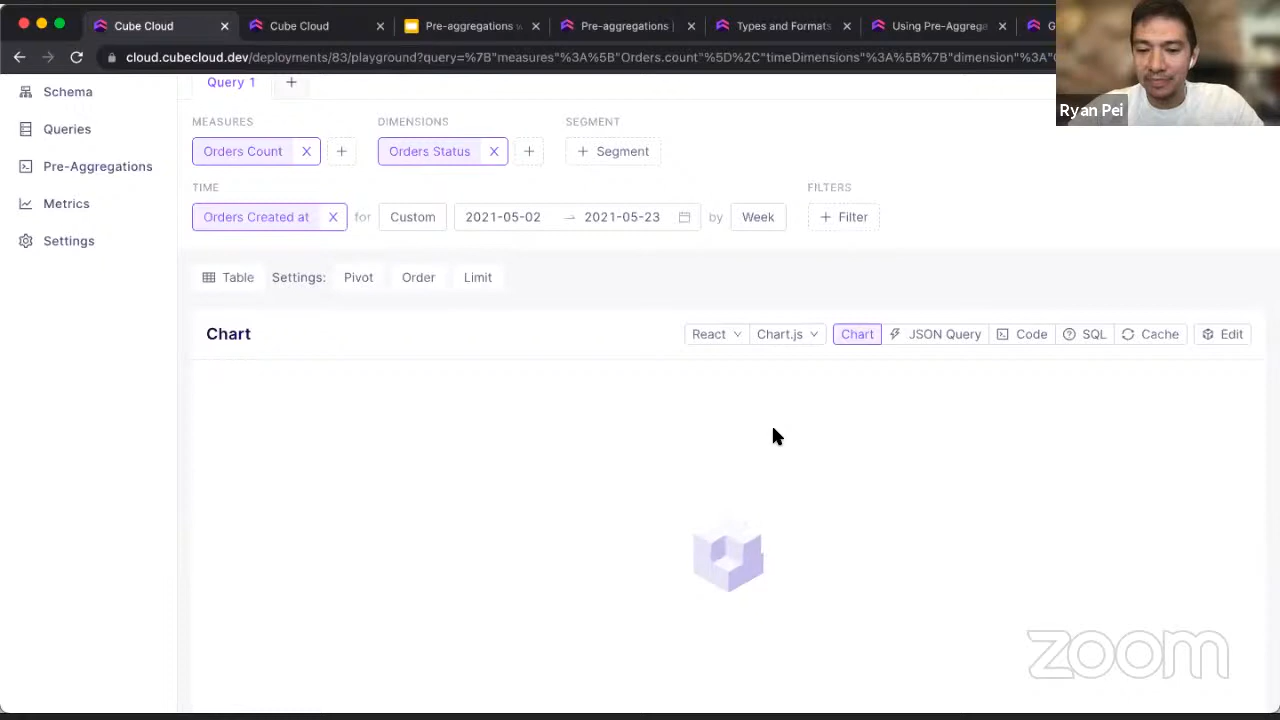 Cube Cloud
Cube Cloud
Pre-aggregations
Pre-aggregations
Types and Formats
Using Pre-Aggrega
G
cloud.cubecloud.dev/deployments/83/playground?query=%7B"measures"%3A%5B"Orders.count"%5D%2C"timeDimensions"%3A%5B%7B"dimension"%3A"
Ryan Pei
Schema
Queries
Pre-Aggregations
Metrics
Settings
Query 1
MEASURES
DIMENSIONS
SEGMENT
Orders Count X +
Orders Status X +
+ Segment
TIME
FILTERS
Orders Created at X for Custom 2021-05-02 → 2021-05-23 by Week
+ Filter
Table Settings: Pivot Order Limit
Chart
React Chart.js Chart JSON Query Code SQL Cache Edit
zoom